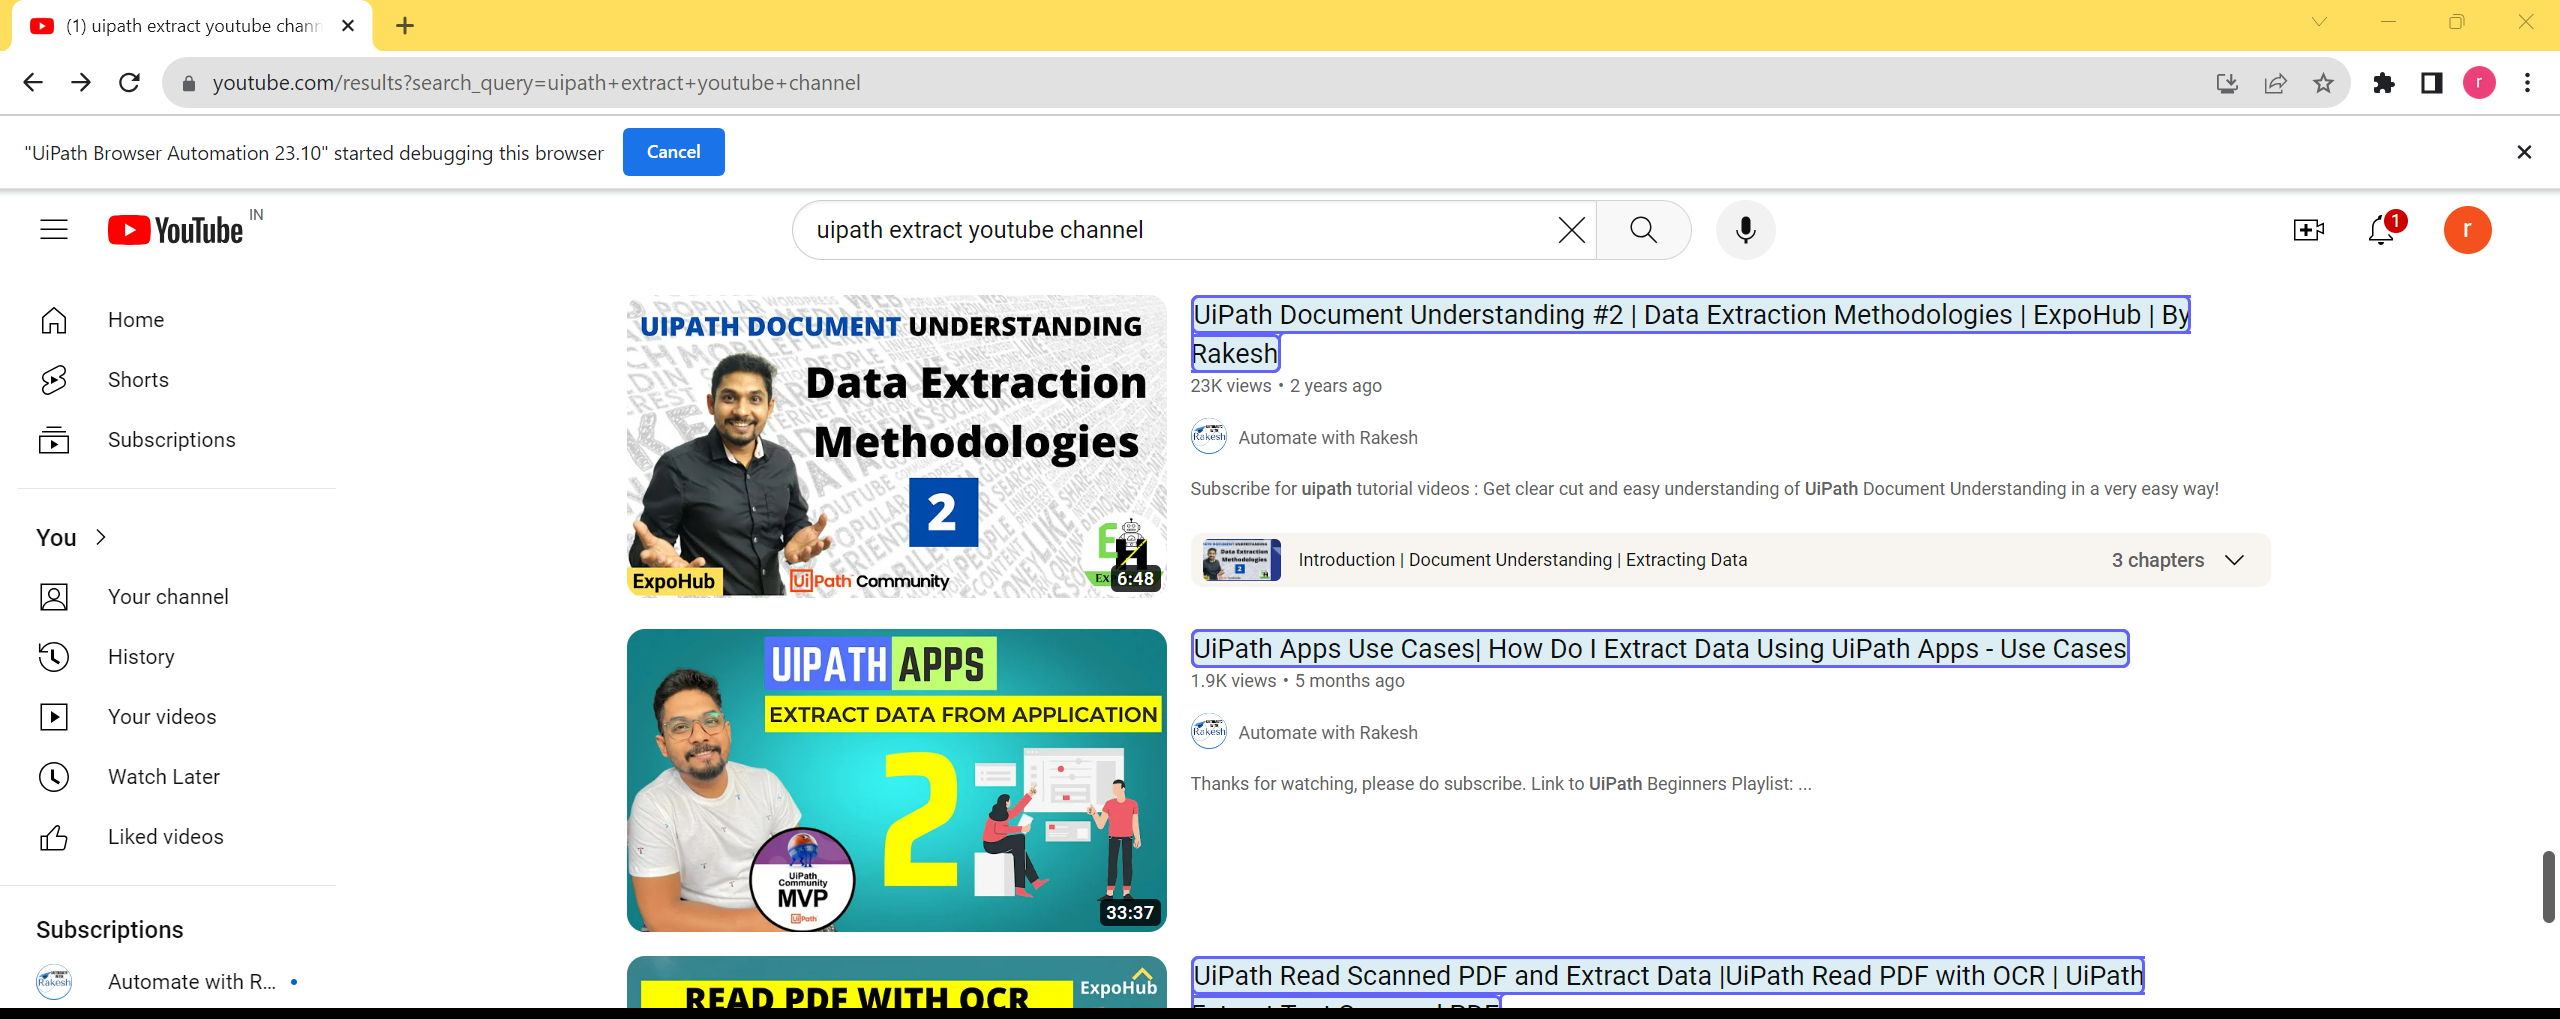 (1) uipath extract youtube chann
youtube.com/results?search_query=uipath+extract+youtube+channel
r
"UiPath Browser Automation 23.10" started debugging this browser
Cancel
YouTube IN
uipath extract youtube channel
1
r
Home
Shorts
Subscriptions
You
Your channel
History
Your videos
Watch Later
Liked videos
Subscriptions
Rakesh
Automate with R...
UIPATH DOCUMENT UNDERSTANDING
Data Extraction
Methodologies
2
ExpoHub
UiPath Community
6:48
UiPath Document Understanding #2 | Data Extraction Methodologies | ExpoHub | By
Rakesh
23K views • 2 years ago
Rakesh
Automate with Rakesh
Subscribe for uipath tutorial videos : Get clear cut and easy understanding of UiPath Document Understanding in a very easy way!
Data Extraction
Methodologies
2
Introduction | Document Understanding | Extracting Data
3 chapters
UIPATH APPS
EXTRACT DATA FROM APPLICATION
2
UiPath
Community
MVP
UiPath
33:37
UiPath Apps Use Cases| How Do I Extract Data Using UiPath Apps - Use Cases
1.9K views • 5 months ago
Rakesh
Automate with Rakesh
Thanks for watching, please do subscribe. Link to UiPath Beginners Playlist: ...
ExpoHub
READ PDF WITH OCR
UiPath Read Scanned PDF and Extract Data |UiPath Read PDF with OCR | UiPath